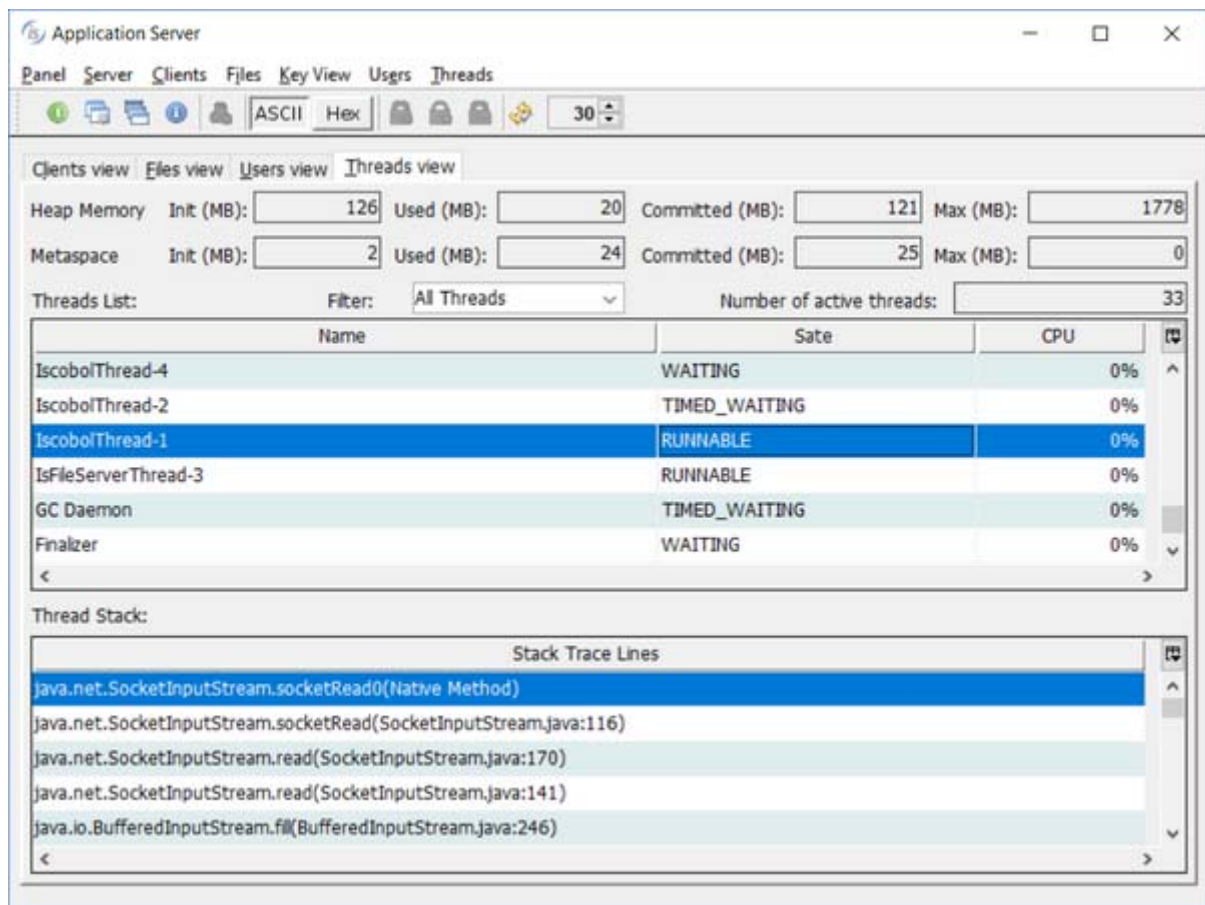 Application Server
Panel Server Clients Files Key View Users Threads
ASCII Hex 30
Clients view Files view Users view Threads view
Heap Memory Init (MB): 126 Used (MB): 20 Committed (MB): 121 Max (MB): 1778
Metaspace Init (MB): 2 Used (MB): 24 Committed (MB): 25 Max (MB): 0
Threads List: Filter: All Threads Number of active threads: 33
Name Sate CPU
IscobolThread-4 WAITING 0%
IscobolThread-2 TIMED_WAITING 0%
IscobolThread-1 RUNNABLE 0%
IsFileServerThread-3 RUNNABLE 0%
GC Daemon TIMED_WAITING 0%
Finalizer WAITING 0%
Thread Stack:
Stack Trace Lines
java.net.SocketInputStream.socketRead0(Native Method)
java.net.SocketInputStream.socketRead(SocketInputStream.java:116)
java.net.SocketInputStream.read(SocketInputStream.java:170)
java.net.SocketInputStream.read(SocketInputStream.java:141)
java.io.BufferedInputStream.fill(BufferedInputStream.java:246)